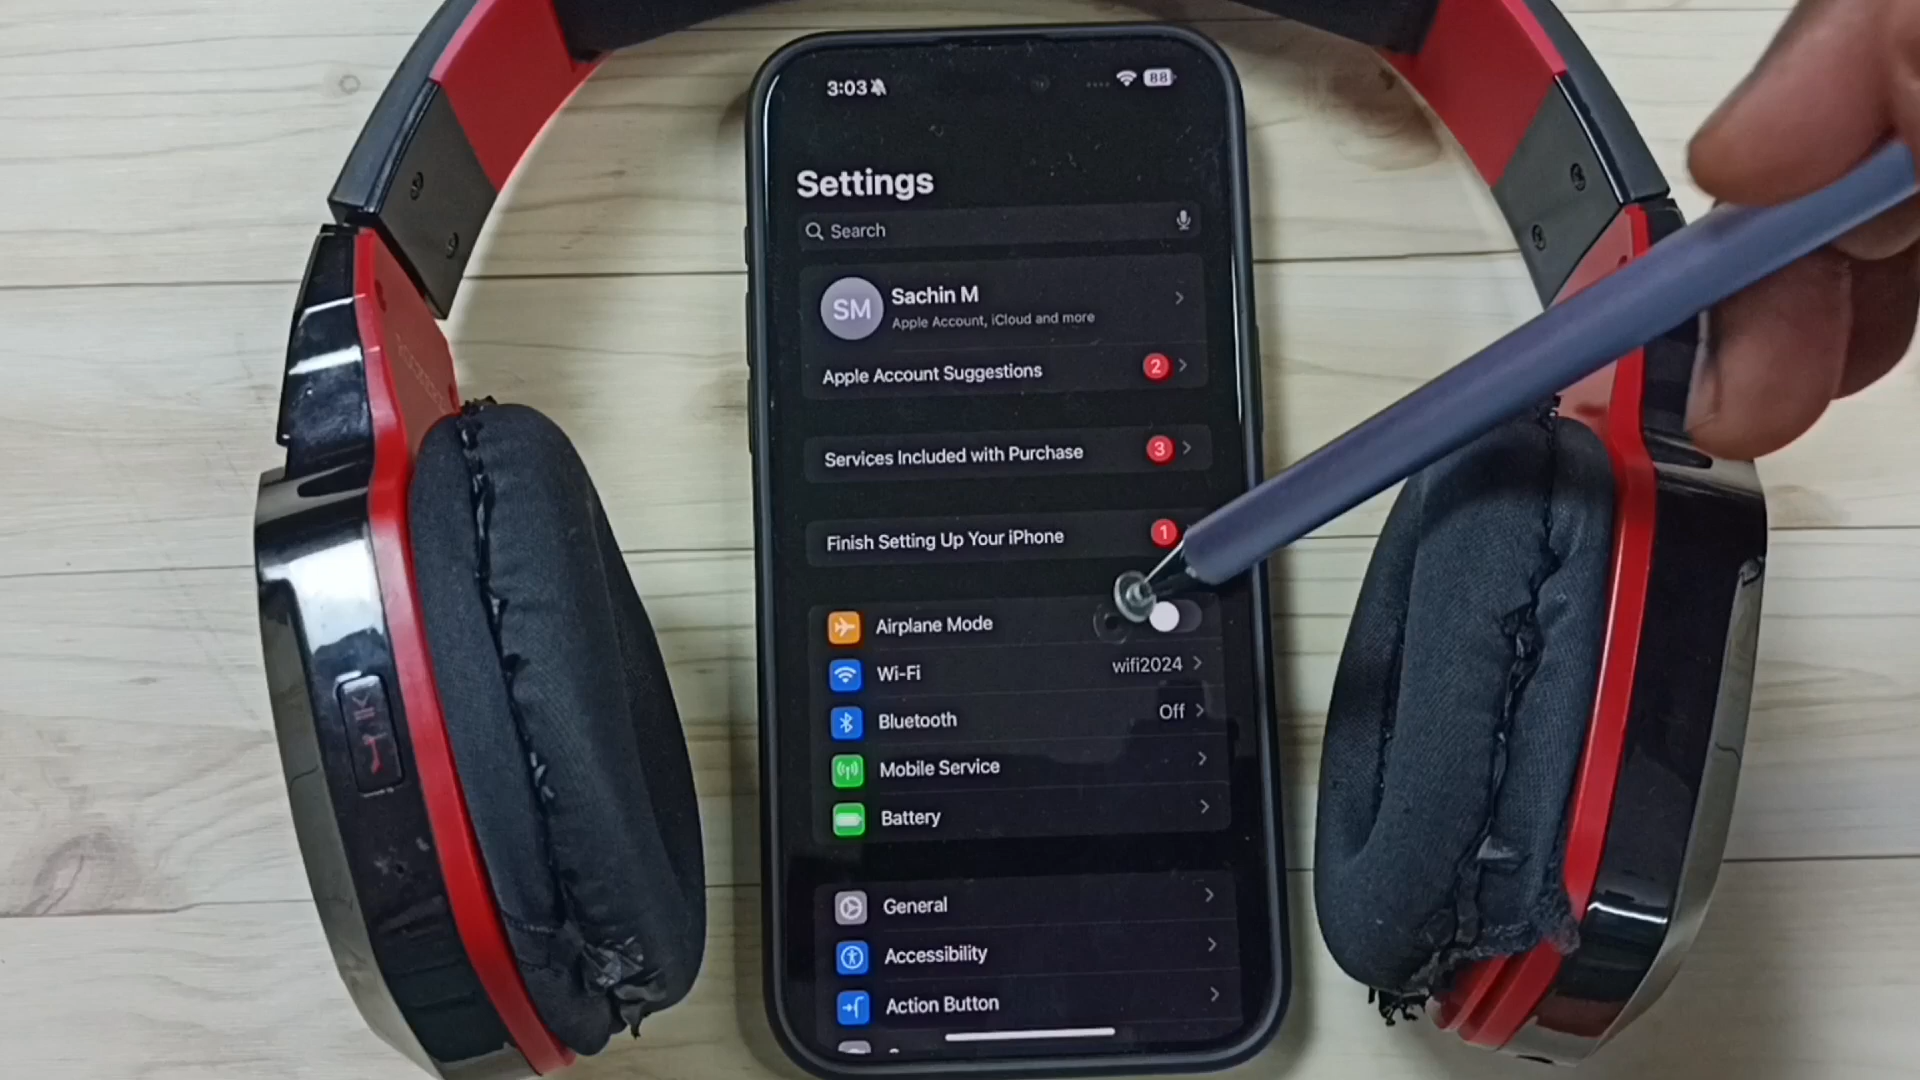 3:03
88
Settings
Search
SM
Sachin M
Apple Account, iCloud and more
Apple Account Suggestions 2
Services Included with Purchase 3
Finish Setting Up Your iPhone 1
Airplane Mode
Wi-Fi wifi2024
Bluetooth Off
Mobile Service
Battery
General
Accessibility
Action Button